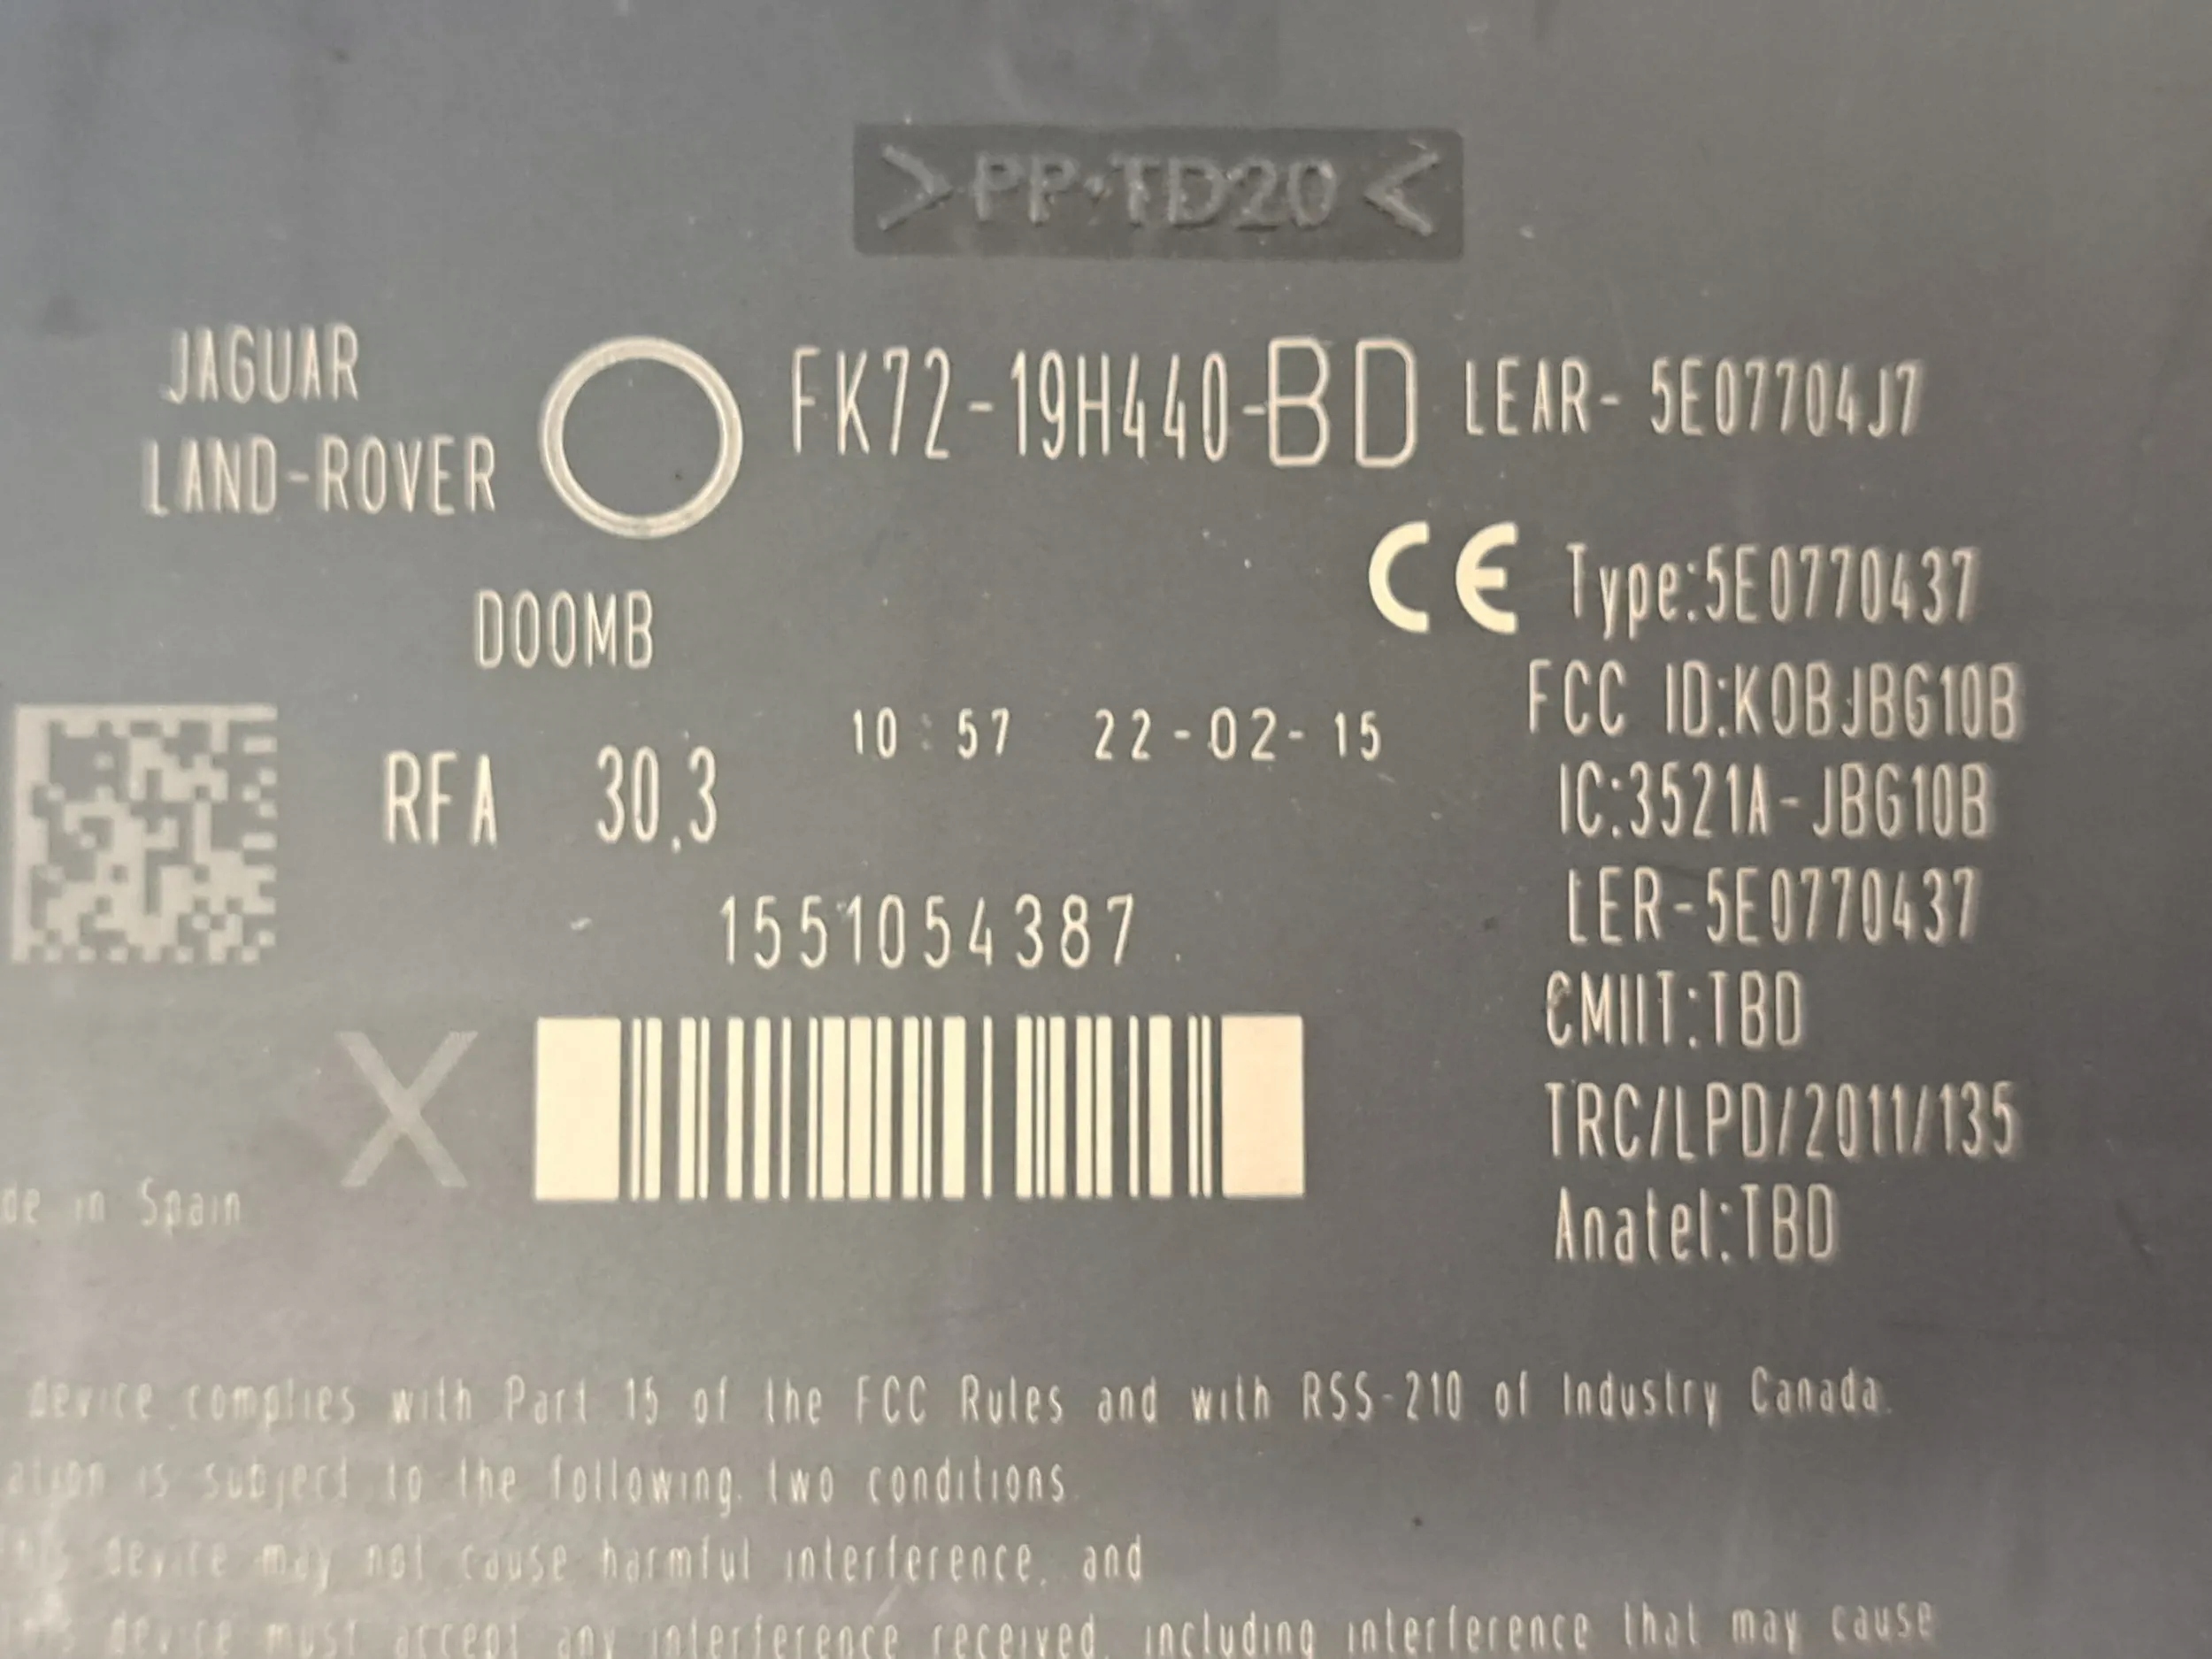 >PP-TD20<
JAGUAR
LAND-ROVER
FK72-19H440-BD
LEAR- 5E07704J7
DOOMB
CE Type:5E0770437
FCC ID:KOBJBG10B
10:57 22-02-15
RFA 30.3
IC:3521A-JBG10B
1551054387
LER-5E0770437
CMIIT:TBD
X
TRC/LPD/2011/135
de in Spain
Anatel:TBD
device complies with Part 15 of the FCC Rules and with RSS-210 of Industry Canada.
ation is subject to the following two conditions
device may not cause harmful interference, and
device must accept any interference received, including interference that may cause